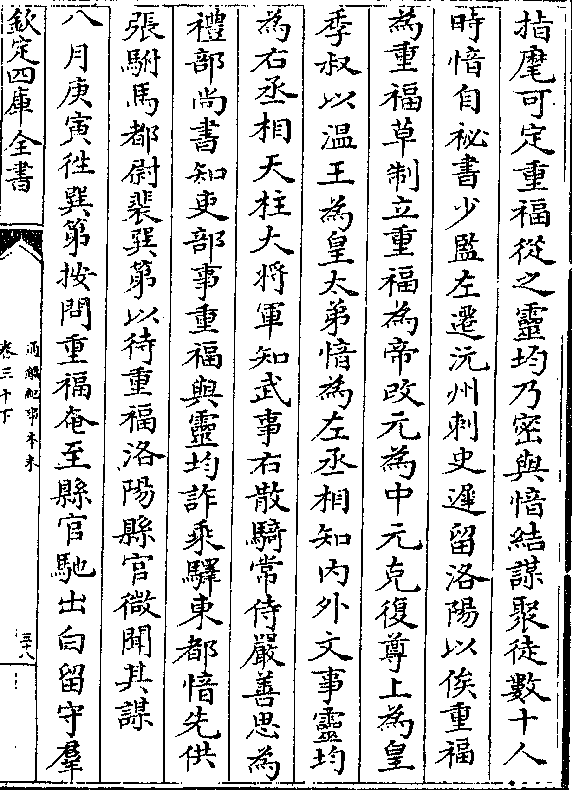 指麾可定重福從之靈均乃密與愔結謀聚徒數十人
時愔自祕書少監左遷沅州刺史遲留洛陽以俟重福
為重福草制立重福為帝改元為中元克復尊上為皇
季叔以溫王為皇太弟愔為左丞相知内外文事靈均
為右丞相天柱大將軍知武事右散騎常侍嚴善思為
禮部尚書知吏部事重福與靈均詐乘驛東都愔先供
張駙馬都尉裴巽第以待重福洛陽縣官微聞其謀
八月庚寅徃巽第按問重福奄至縣官馳出白留守羣
欽定四庫全書
通鑑紀事本末
卷三十下